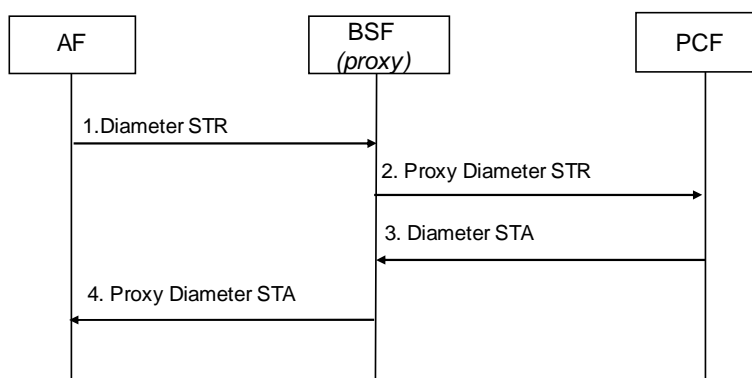 AF
BSF
(proxy)
PCF
1.Diameter STR
2. Proxy Diameter STR
3. Diameter STA
4. Proxy Diameter STA